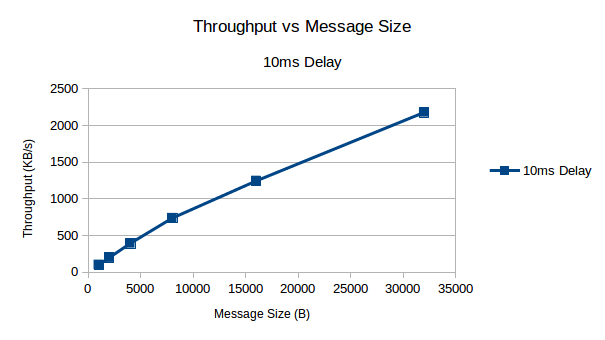 Throughput vs Message Size
10ms Delay
2500
2000
1500
1000
500
0
Throughput (KB/s)
0 5000 10000 15000 20000 25000 30000 35000
Message Size (B)
10ms Delay